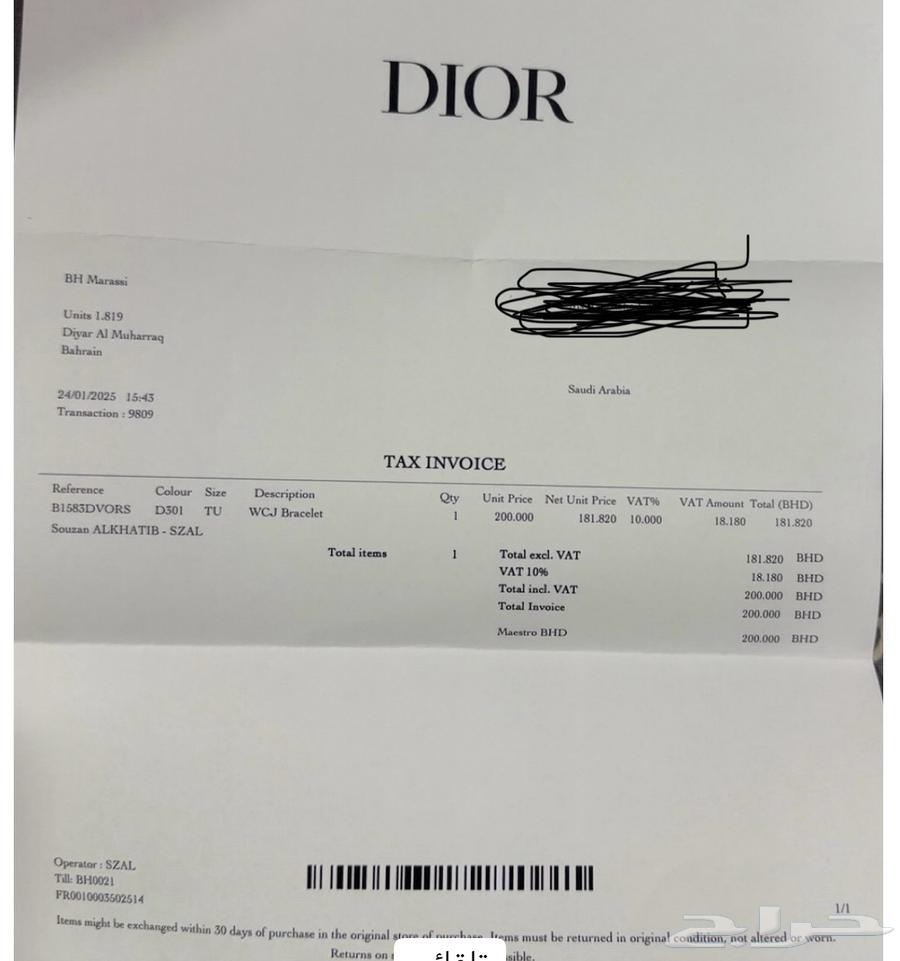 DIOR
BH Marassi
Units 1.819
Diyar Al Muharraq
Bahrain
Saudi Arabia
24/01/2025 15:43
Transaction : 9809
TAX INVOICE
Reference Colour Size Description Qty Unit Price Net Unit Price VAT% VAT Amount Total (BHD)
B1583DVORS D301 TU WCJ Bracelet 1 200.000 181.820 10.000 18.180 181.820
Souzan ALKHATIB - SZAL
Total items 1 Total excl. VAT 181.820 BHD
VAT 10% 18.180 BHD
Total incl. VAT 200.000 BHD
Total Invoice 200.000 BHD
Maestro BHD 200.000 BHD
Operator : SZAL
Till: BH0021
FR0010003502514
1/1
Items might be exchanged within 30 days of purchase in the original store of purchase. Items must be returned in original condition, not altered or worn.
Returns on
حراج